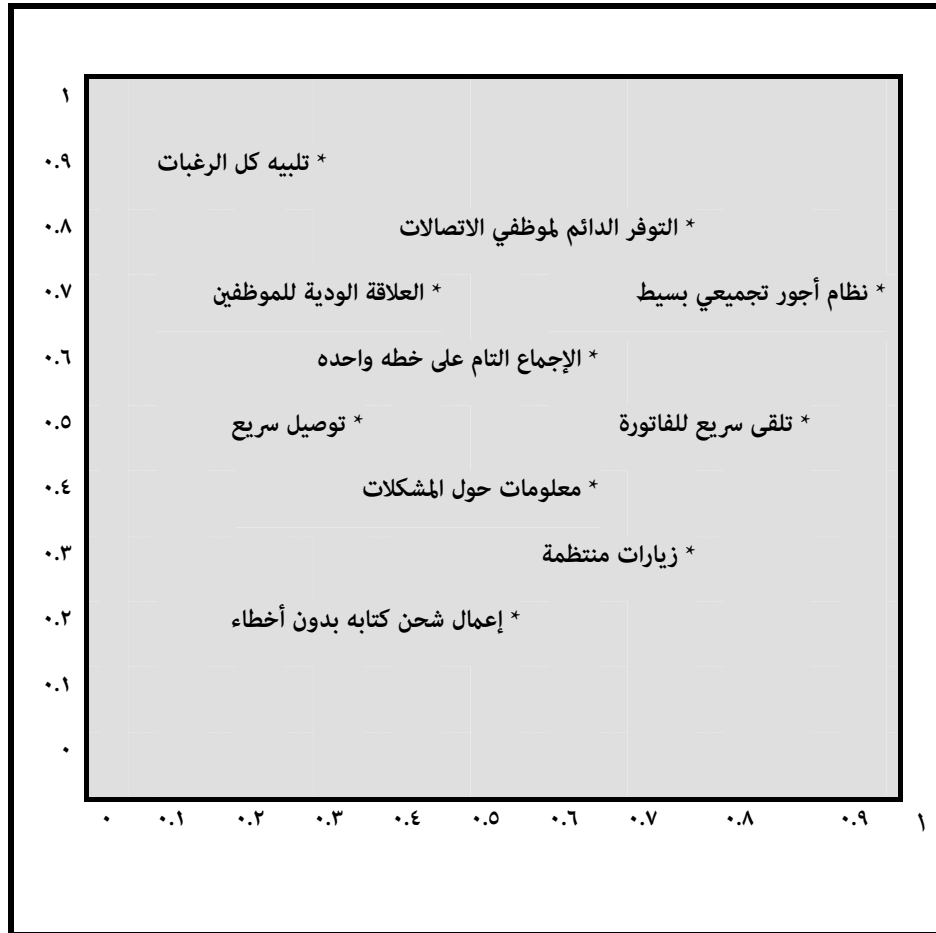 ١
٠.٩
* تلبيه كل الرغبات
٠.٨
* التوفر الدائم لموظفي الاتصالات
٠.٧
* نظام أجور تجميعي بسيط
* العلاقة الودية للموظفين
٠.٦
* الإجماع التام على خطه واحده
٠.٥
* تلقى سريع للفاتورة
* توصيل سريع
٠.٤
* معلومات حول المشكلات
٠.٣
* زيارات منتظمة
٠.٢
* إعمال شحن كتابه بدون أخطاء
٠.١
٠
٠ ٠.١ ٠.٢ ٠.٣ ٠.٤ ٠.٥ ٠.٦ ٠.٧ ٠.٨ ٠.٩ ١